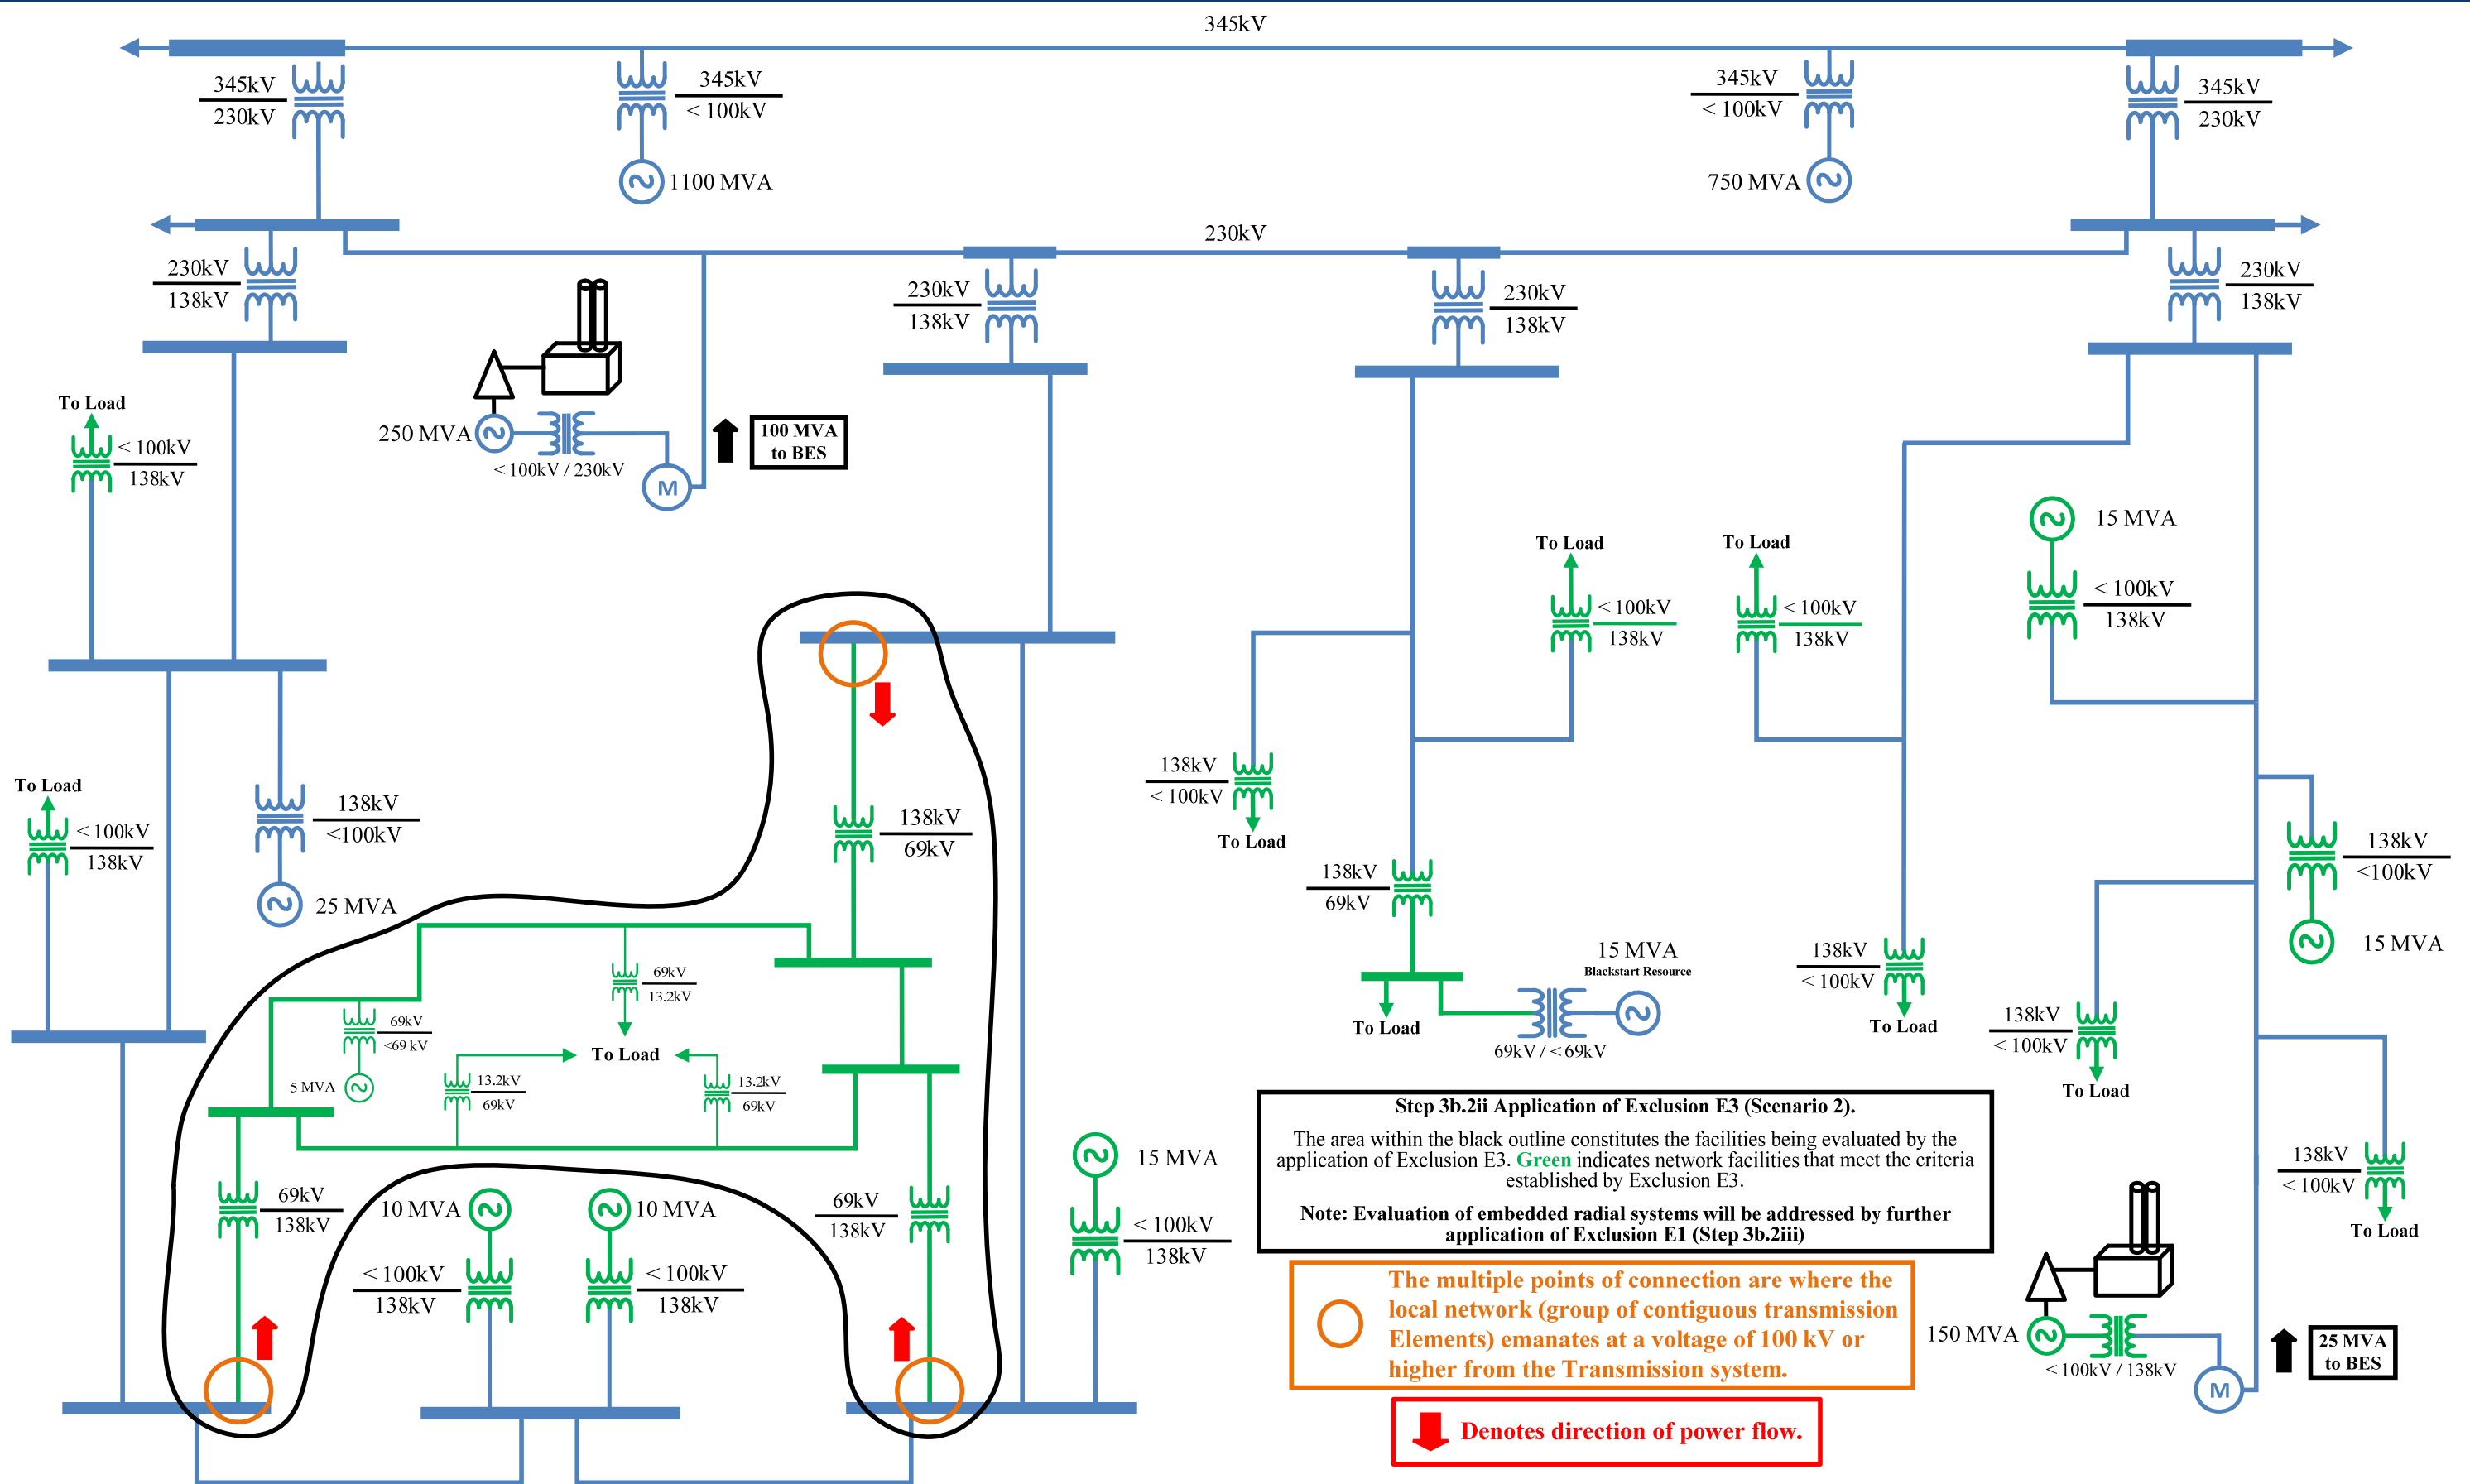 345kV
345kV
230kV
345kV
< 100kV
1100 MVA
345kV
< 100kV
750 MVA
345kV
230kV
230kV
230kV
138kV
230kV
138kV
230kV
138kV
230kV
138kV
250 MVA
< 100kV / 230kV
M
100 MVA
to BES
To Load
< 100kV
138kV
To Load
< 100kV
138kV
To Load
< 100kV
138kV
15 MVA
< 100kV
138kV
To Load
< 100kV
138kV
138kV
<100kV
25 MVA
138kV
69kV
138kV
< 100kV
To Load
138kV
69kV
138kV
<100kV
15 MVA
15 MVA
Blackstart Resource
To Load
69kV / < 69kV
138kV
< 100kV
To Load
138kV
< 100kV
To Load
69kV
13.2kV
69kV
<69 kV
5 MVA
To Load
13.2kV
69kV
13.2kV
69kV
69kV
138kV
10 MVA
< 100kV
138kV
10 MVA
< 100kV
138kV
69kV
138kV
15 MVA
< 100kV
138kV
138kV
< 100kV
To Load
150 MVA
< 100kV / 138kV
M
25 MVA
to BES
Step 3b.2ii Application of Exclusion E3 (Scenario 2).
The area within the black outline constitutes the facilities being evaluated by the
application of Exclusion E3. Green indicates network facilities that meet the criteria
established by Exclusion E3.
Note: Evaluation of embedded radial systems will be addressed by further
application of Exclusion E1 (Step 3b.2iii)
The multiple points of connection are where the
local network (group of contiguous transmission
Elements) emanates at a voltage of 100 kV or
higher from the Transmission system.
Denotes direction of power flow.